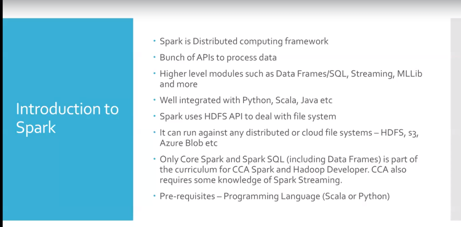 Introduction to
Spark
• Spark is Distributed computing framework
• Bunch of APIs to process data
• Higher level modules such as Data Frames/SQL, Streaming, MLLib
and more
• Well integrated with Python, Scala, Java etc
• Spark uses HDFS API to deal with file system
• It can run against any distributed or cloud file systems – HDFS, s3,
Azure Blob etc
• Only Core Spark and Spark SQL (including Data Frames) is part of
the curriculum for CCA Spark and Hadoop Developer. CCA also
requires some knowledge of Spark Streaming.
• Pre-requisites – Programming Language (Scala or Python)